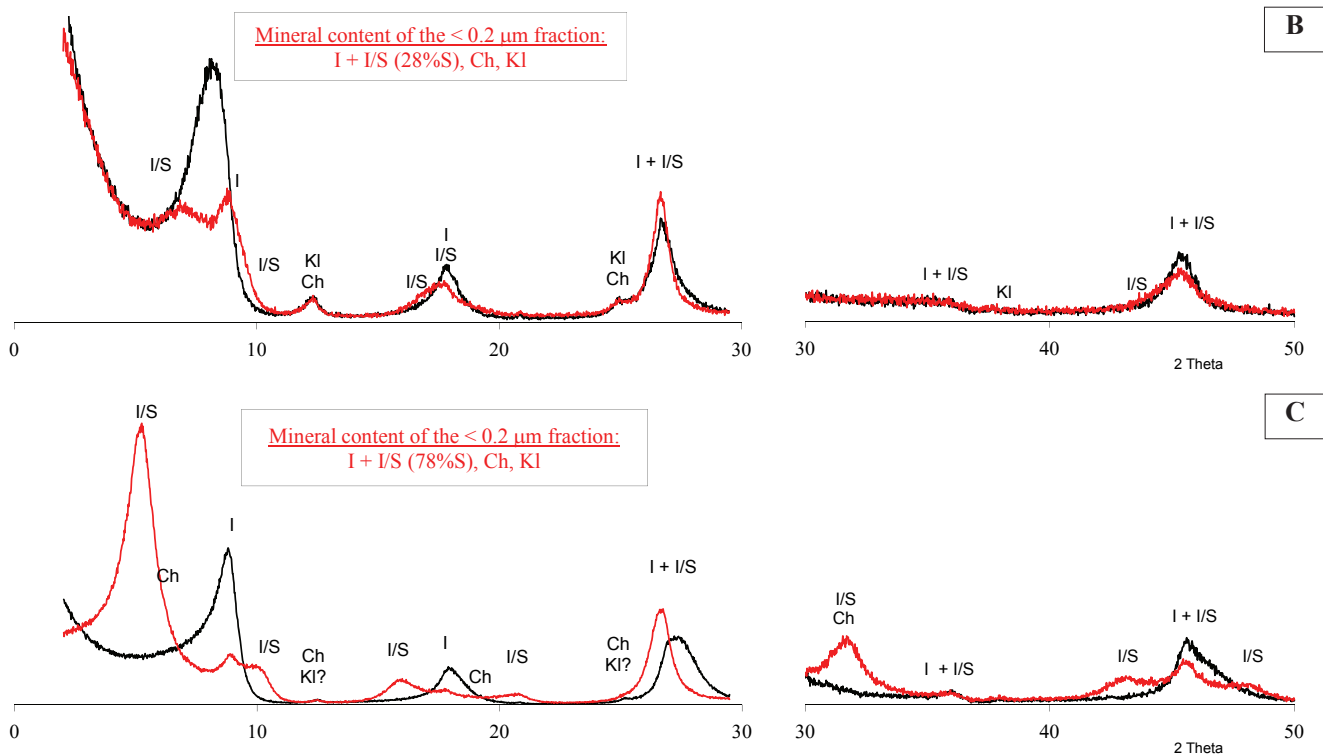 B
Mineral content of the < 0.2 μm fraction:
I + I/S (28%S), Ch, Kl
I/S
I
I/S
Kl
Ch
I
I/S
I/S
Kl
Ch
I + I/S
I + I/S
Kl
I/S
I + I/S
0 10 20 30
30 40 50
2 Theta
C
Mineral content of the < 0.2 μm fraction:
I + I/S (78%S), Ch, Kl
I/S
Ch
I
I/S
Ch
Kl?
I/S
I
Ch
I/S
Ch
Kl?
I + I/S
I/S
Ch
I + I/S
I/S
I + I/S
I/S
0 10 20 30
30 40 50
2 Theta